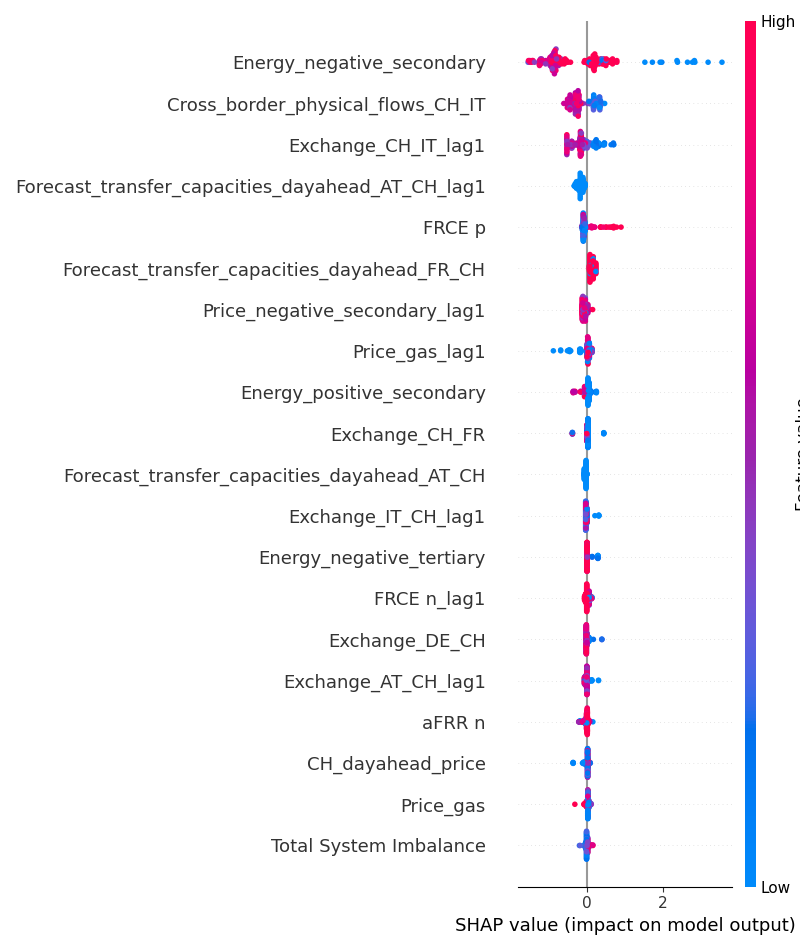 High
Energy_negative_secondary
Cross_border_physical_flows_CH_IT
Exchange_CH_IT_lag1
Forecast_transfer_capacities_dayahead_AT_CH_lag1
FRCE p
Forecast_transfer_capacities_dayahead_FR_CH
Price_negative_secondary_lag1
Price_gas_lag1
Energy_positive_secondary
Exchange_CH_FR
Forecast_transfer_capacities_dayahead_AT_CH
Exchange_IT_CH_lag1
Energy_negative_tertiary
FRCE n_lag1
Exchange_DE_CH
Exchange_AT_CH_lag1
aFRR n
CH_dayahead_price
Price_gas
Total System Imbalance
Low
0 2
SHAP value (impact on model output)